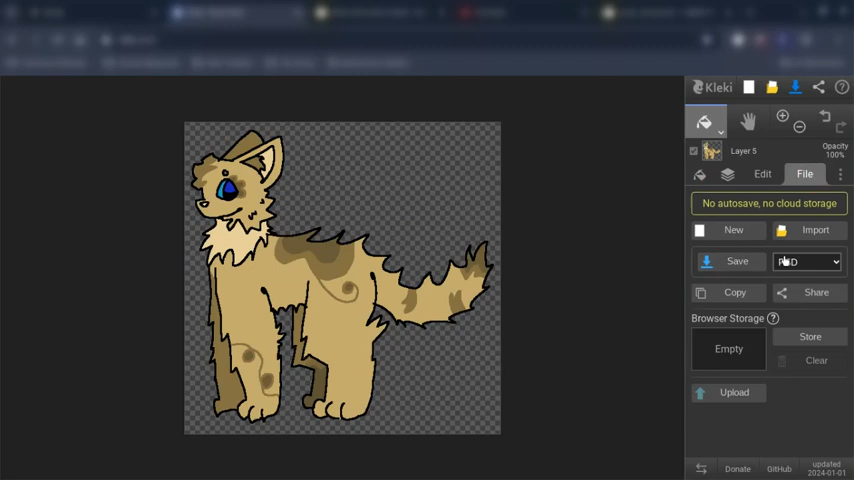 Kleki
Layer 5
Opacity
100%
Edit
File
No autosave, no cloud storage
New
Import
Save
PSD
Copy
Share
Browser Storage
Store
Empty
Clear
Upload
Donate
GitHub
updated
2024-01-01